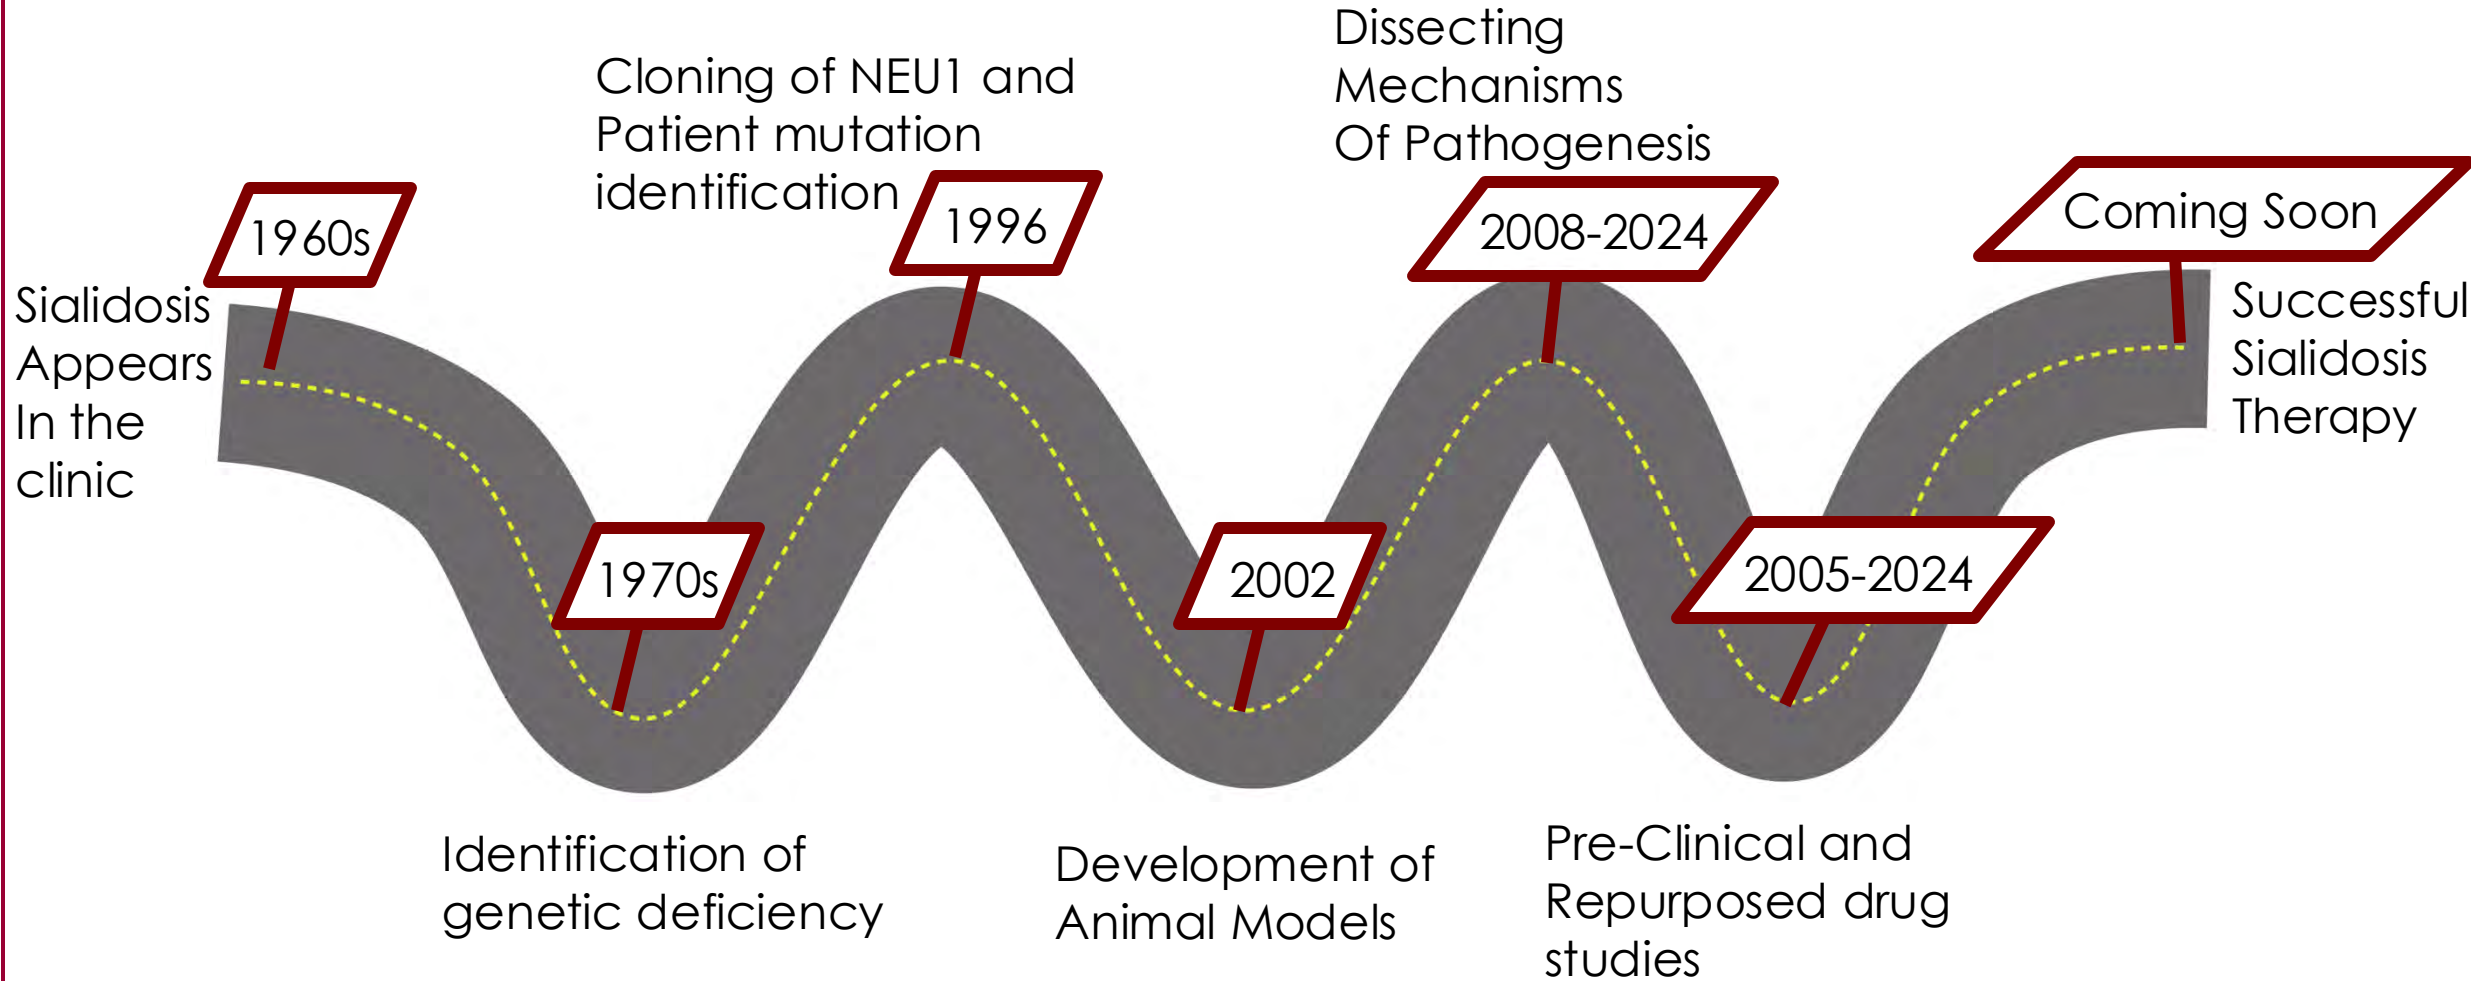 1960s
Sialidosis
Appears
In the
clinic
1970s
Identification of
genetic deficiency
Cloning of NEU1 and
Patient mutation
identification
1996
2002
Development of
Animal Models
Dissecting
Mechanisms
Of Pathogenesis
2008-2024
2005-2024
Pre-Clinical and
Repurposed drug
studies
Coming Soon
Successful
Sialidosis
Therapy